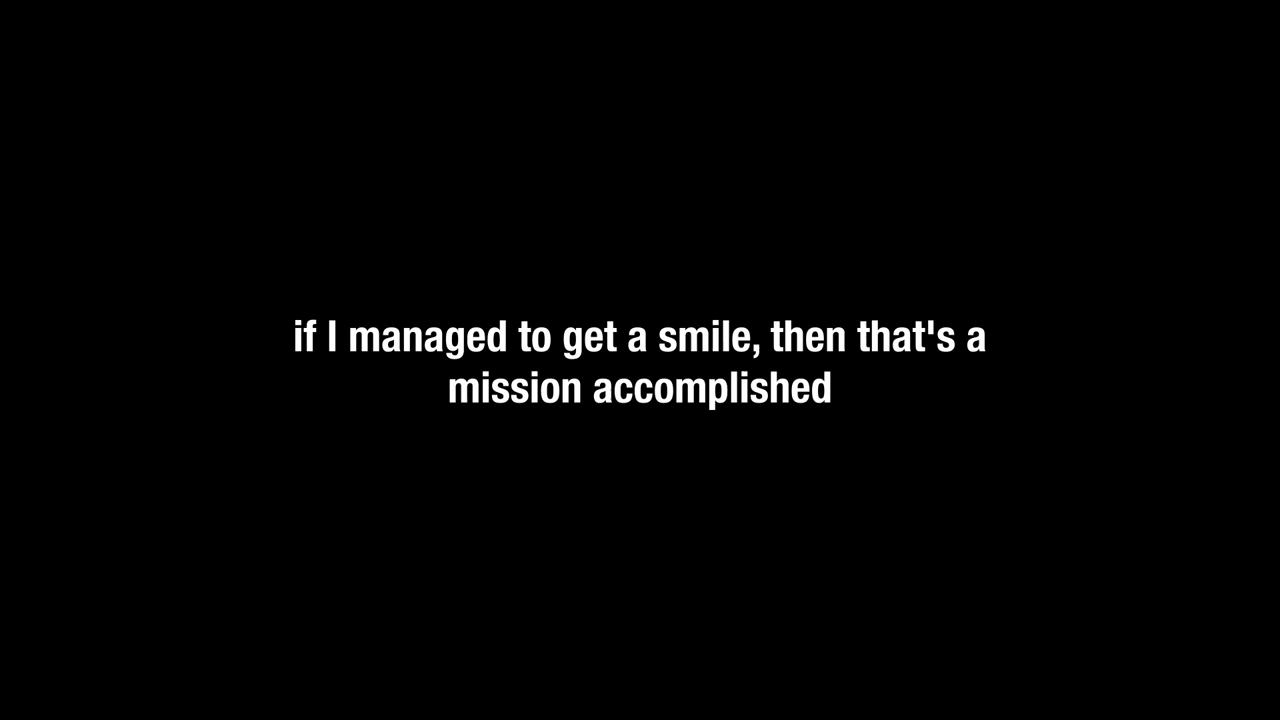 if I managed to get a smile, then that's a
mission accomplished